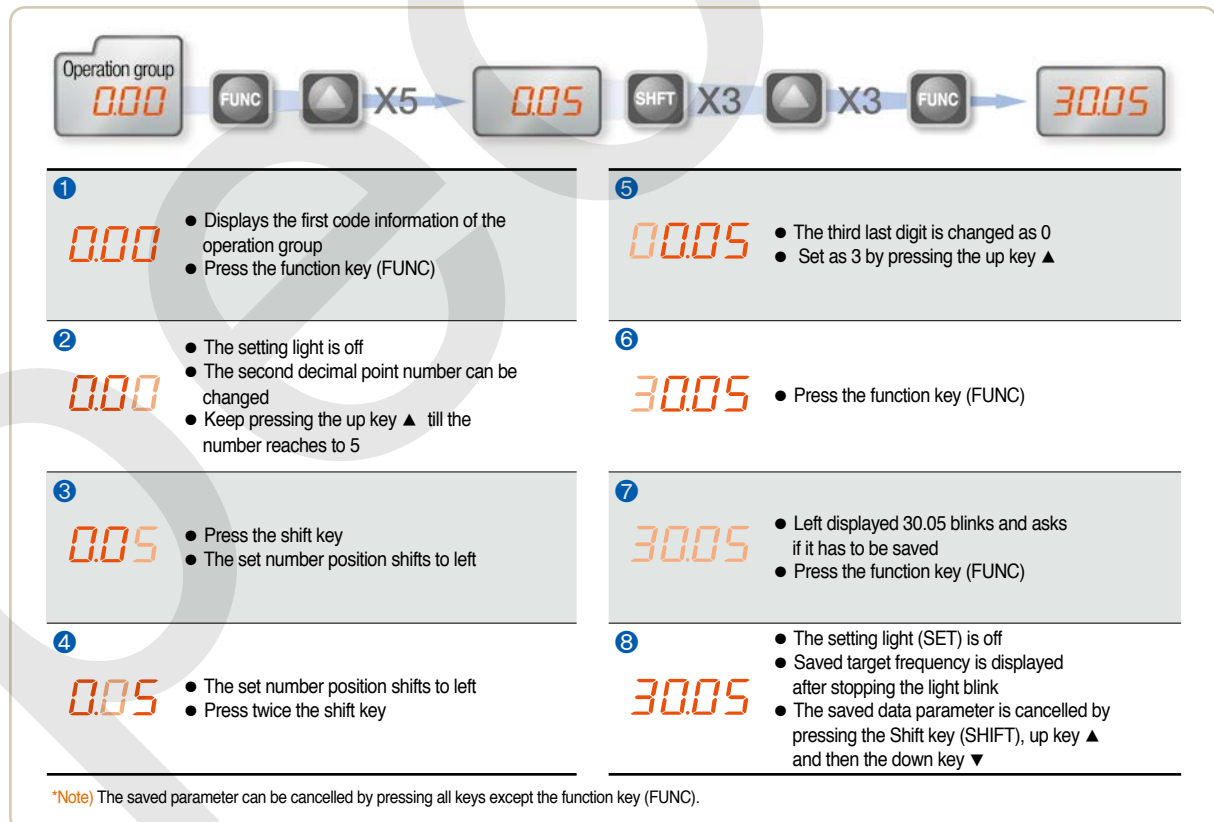 Operation group
0.00
FUNC
X5
0.05
SHFT
X3
X3
FUNC
30.05
1
0.00
● Displays the first code information of the
operation group
● Press the function key (FUNC)
2
0.00
● The setting light is off
● The second decimal point number can be
changed
● Keep pressing the up key ▲ till the
number reaches to 5
3
0.05
● Press the shift key
● The set number position shifts to left
4
0.05
● The set number position shifts to left
● Press twice the shift key
5
00.05
● The third last digit is changed as 0
● Set as 3 by pressing the up key ▲
6
30.05
● Press the function key (FUNC)
7
30.05
● Left displayed 30.05 blinks and asks
if it has to be saved
● Press the function key (FUNC)
8
30.05
● The setting light (SET) is off
● Saved target frequency is displayed
after stopping the light blink
● The saved data parameter is cancelled by
pressing the Shift key (SHIFT), up key ▲
and then the down key ▼
*Note) The saved parameter can be cancelled by pressing all keys except the function key (FUNC).